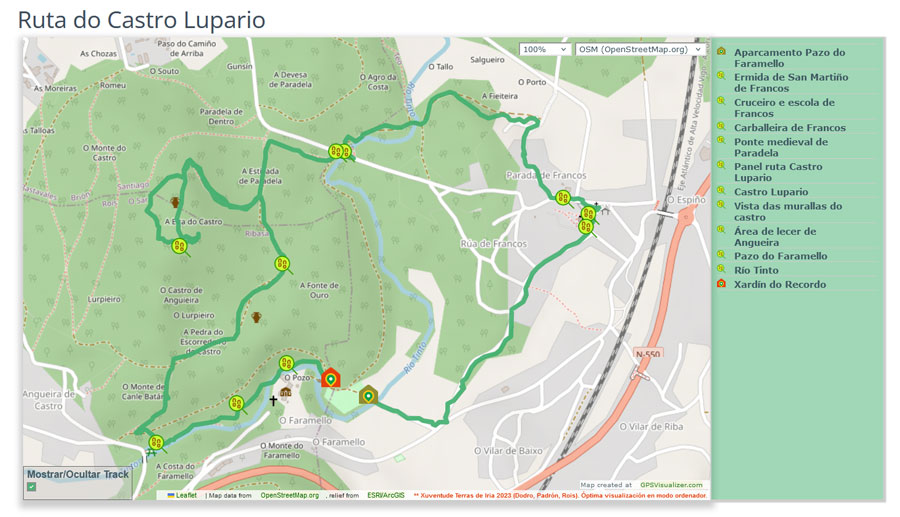 Ruta do Castro Lupario
100%
OSM (OpenStreetMap.org)
As Chozas
Paso do Camiño
de Arriba
Gunsín
O Souto
Romeu
As Moreiras
Talloas
A Devesa
de Paradela
O Agro da
Costa
O Tallo
Salgueiro
O Porto
Río Tinto
A Fieiteira
Paradela de
Dentro
O Monte do
Castro
Santiago
A Estrada
de Paradela
Parada de Francos
O Espiño
Eje Atlántico de Alta Velocidad
A Eira do Castro
Ribasa
Rúa de Francos
O Castro de
Angueira
Lurpieiro
O Lurpieiro
A Fonte de
Ouro
A Pedra do
Escorredoiro
do Castro
Río Tinto
N-550
O Pozo
O Monte de
Canle Batán
Angueira de
Castro
O Faramello
O Faramello
O Monte do
Faramello
A Costa do
Faramello
O Vilar de Baixo
O Vilar de Riba
Mostrar/Ocultar Track
Map created at GPSVisualizer.com
Leaflet | Map data from OpenStreetMap.org, relief from ESRI/ArcGIS
** Xuventude Terras de Iria 2023 (Dodro, Padrón, Rois). Óptima visualización en modo ordenador
Aparcamento Pazo do
Faramello
Ermida de San Martiño
de Francos
Cruceiro e escola de
Francos
Carballeira de Francos
Ponte medieval de
Paradela
Panel ruta Castro
Lupario
Castro Lupario
Vista das murallas do
castro
Área de lecer de
Angueira
Pazo do Faramello
Río Tinto
Xardín do Recordo